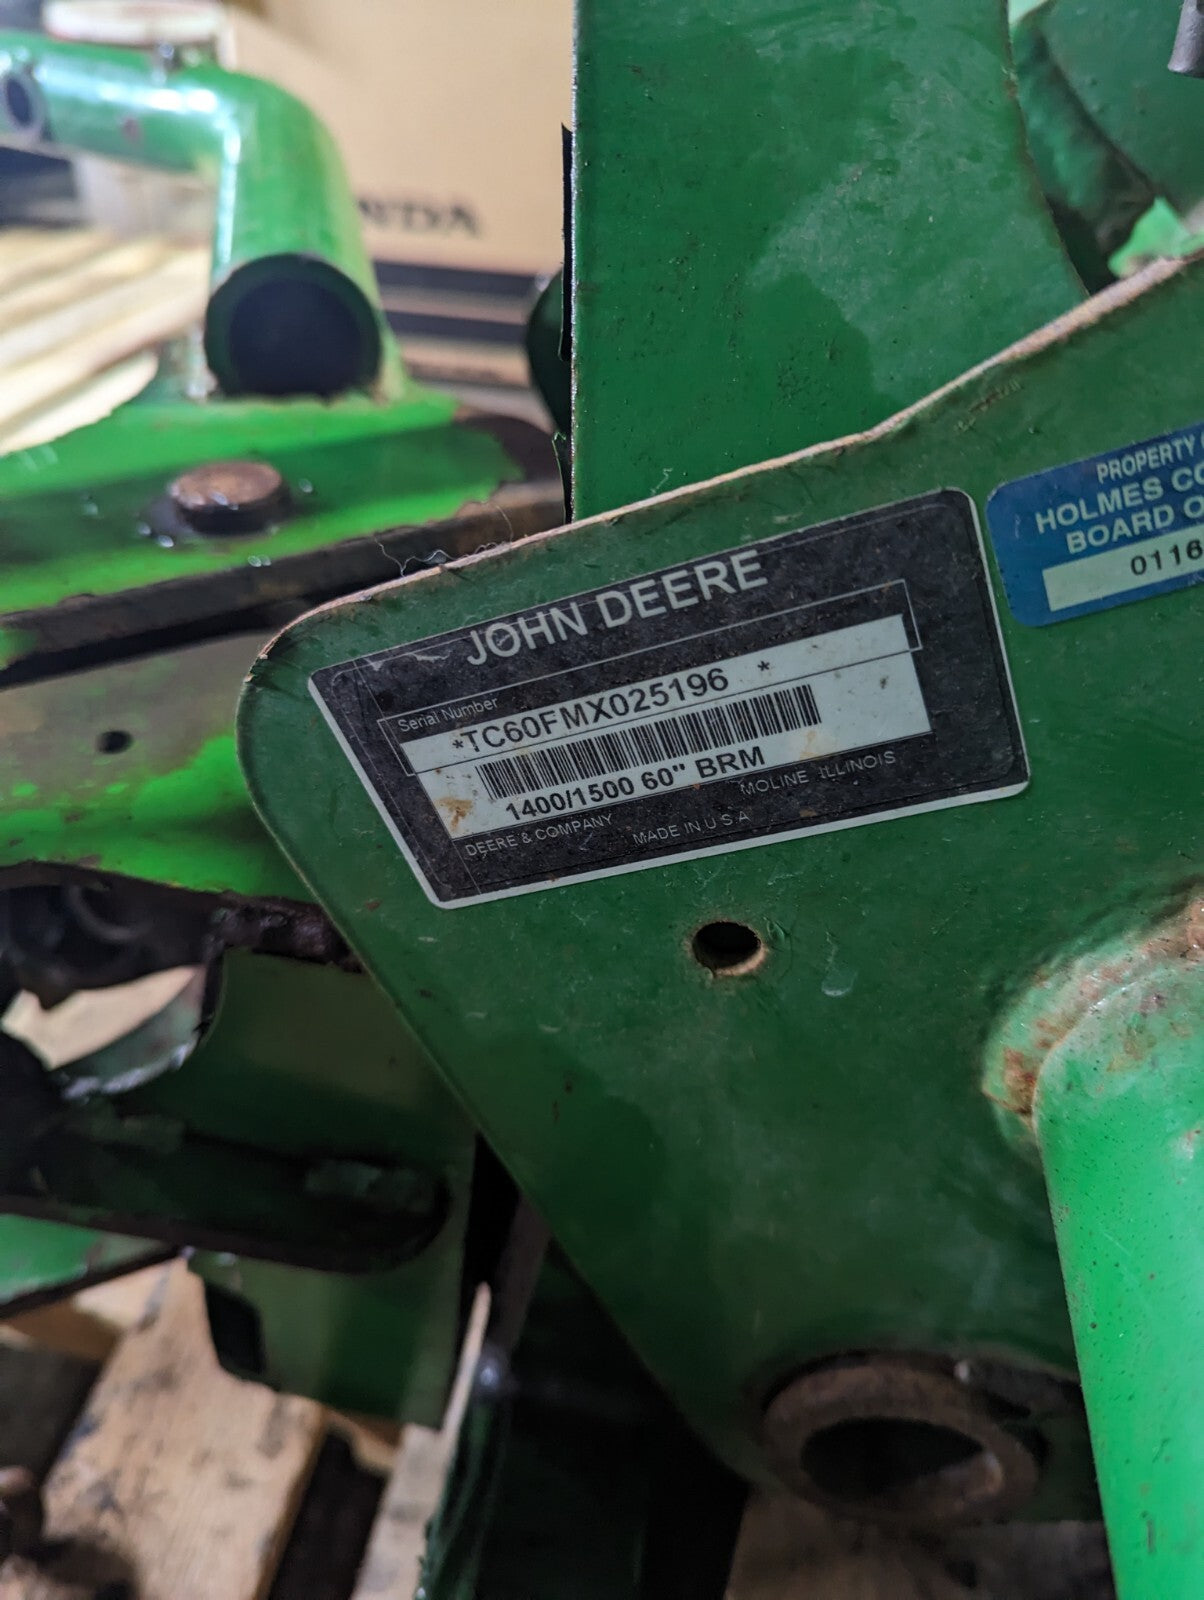 JOHN DEERE
Serial Number
*TC60FMX025196 *
1400/1500 60" BRM
DEERE & COMPANY
MOLINE ILLINOIS
MADE IN U S A
PROPERTY
HOLMES
BOARD
0116